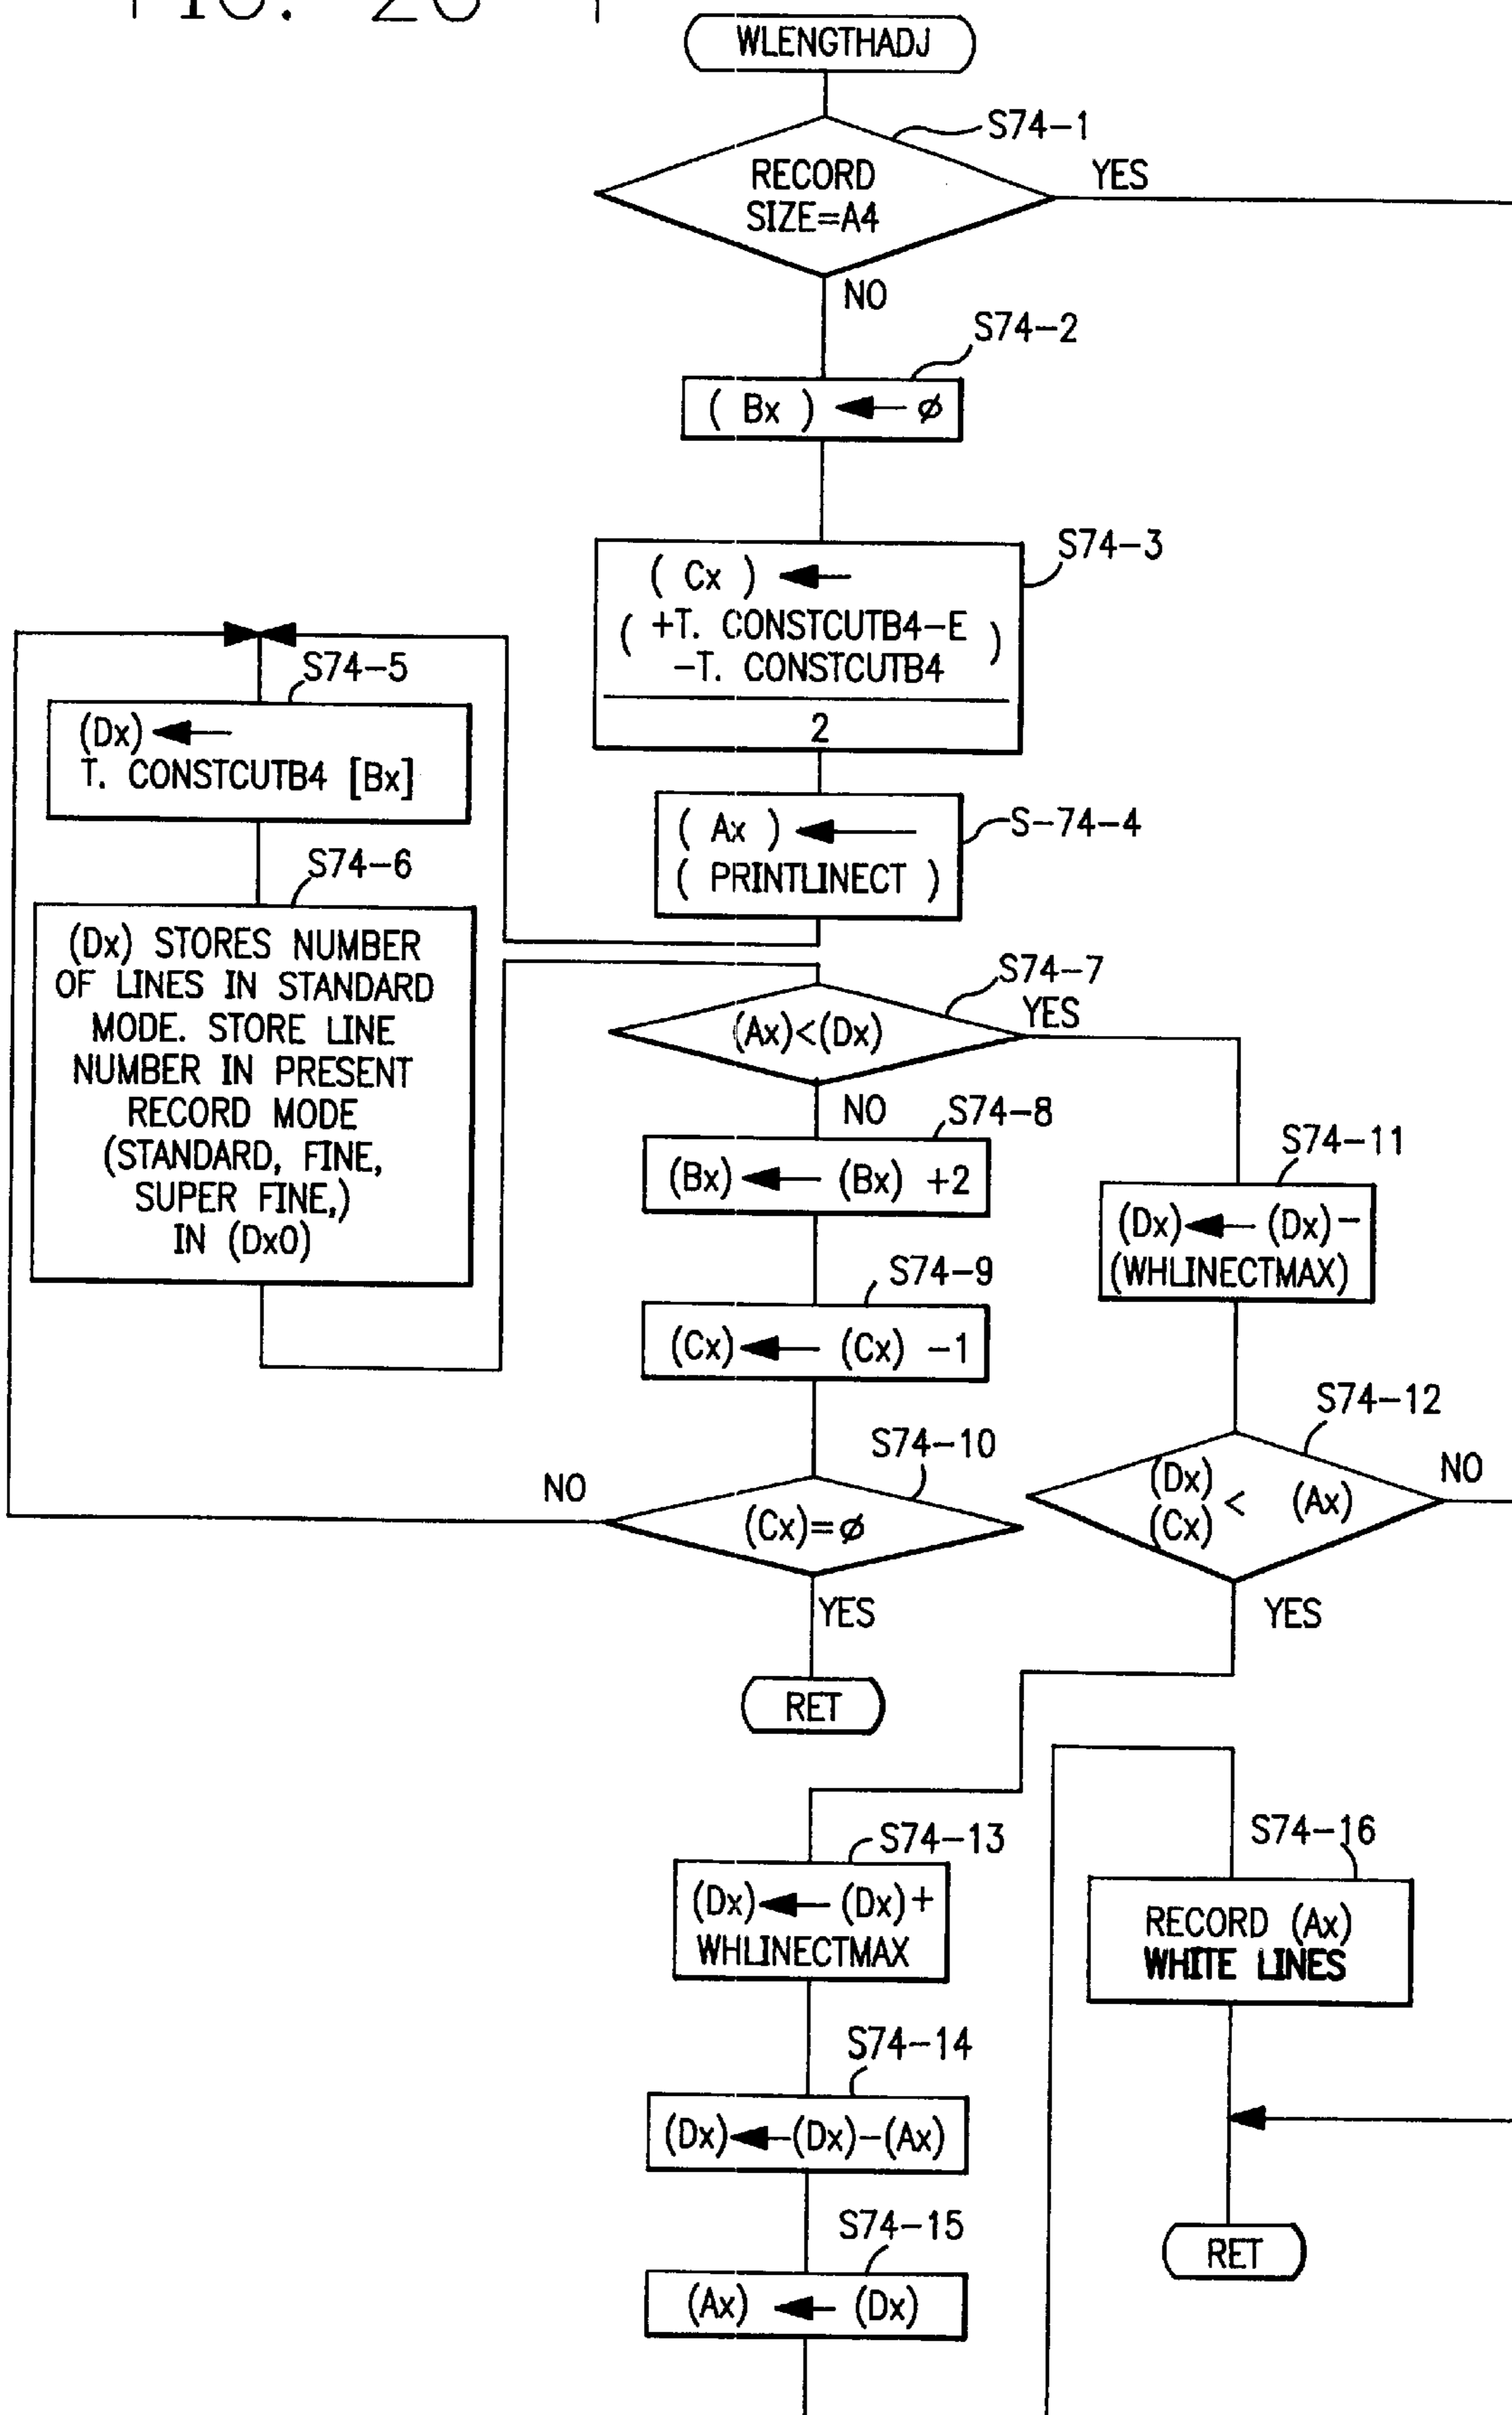 WLENGTHADJ
S74-1
RECORD
SIZE=A4
YES
NO
S74-2
( Bx ) ← ø
S74-3
( Cx ) ←
( +T. CONSTCUTB4-E
-T. CONSTCUTB4 )
2
S74-5
(Dx) ←
T. CONSTCUTB4 [Bx]
S-74-4
( Ax ) ←
( PRINTLINECT )
S74-6
(Dx) STORES NUMBER
OF LINES IN STANDARD
MODE. STORE LINE
NUMBER IN PRESENT
RECORD MODE
(STANDARD, FINE,
SUPER FINE,)
IN (Dx0)
S74-7
(Ax)<(Dx)
YES
NO
S74-8
(Bx) ← (Bx) +2
S74-9
(Cx) ← (Cx) -1
S74-10
(Cx)=ø
NO
YES
RET
S74-11
(Dx) ← (Dx)-
(WHLINECTMAX)
S74-12
(Dx)
(Cx) < (Ax)
NO
YES
S74-13
(Dx) ← (Dx)+
WHLINECTMAX
S74-14
(Dx) ← (Dx)-(Ax)
S74-15
(Ax) ← (Dx)
S74-16
RECORD (Ax)
WHITE LINES
RET